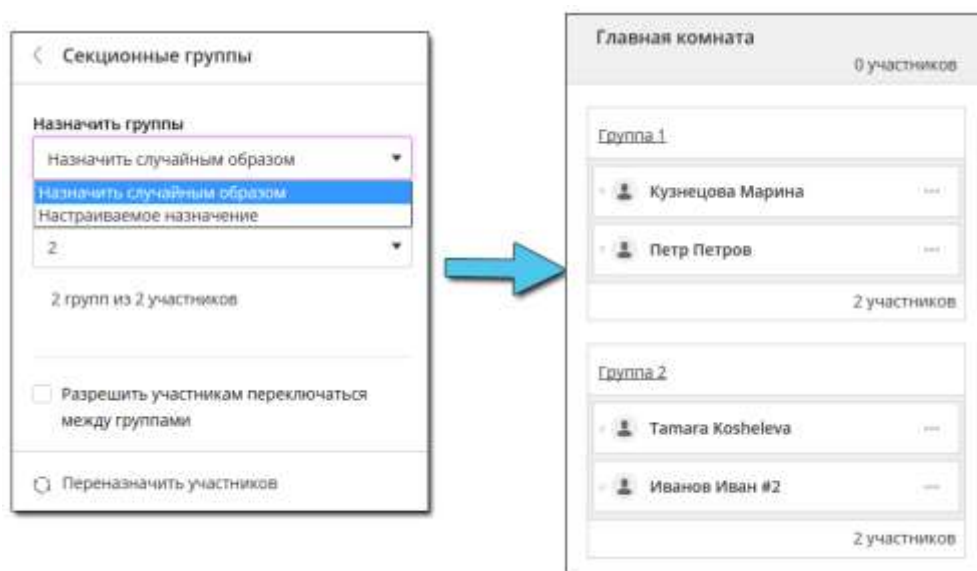 Секционные группы
Назначить группы
Назначить случайным образом
Назначить случайным образом
Настраиваемое назначение
2
2 групп из 2 участников
Разрешить участникам переключаться
между группами
Переназначить участников
Главная комната
0 участников
Группа 1
Кузнецова Марина
Петр Петров
2 участников
Группа 2
Tamara Kosheleva
Иванов Иван #2
2 участников